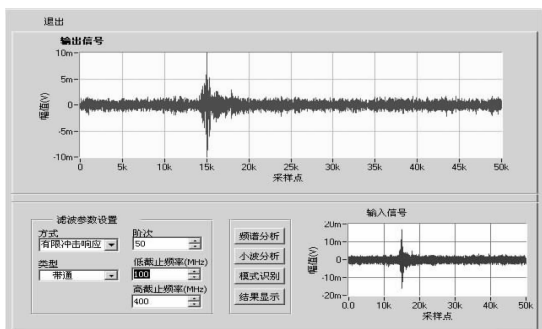 退出
输出信号
10m
5m
0
-5m
-10m
幅值(V)
0 5k 10k 15k 20k 25k 30k 35k 40k 45k 50k
采样点
滤波参数设置
方式
有限冲击响应
阶次
50
类型
带通
低截止频率(MHz)
100
高截止频率(MHz)
400
频谱分析
小波分析
模式识别
结果显示
输入信号
20m
10m
0
-10m
-20m
幅值(V)
0.0 10k 20k 30k 40k 50k
采样点